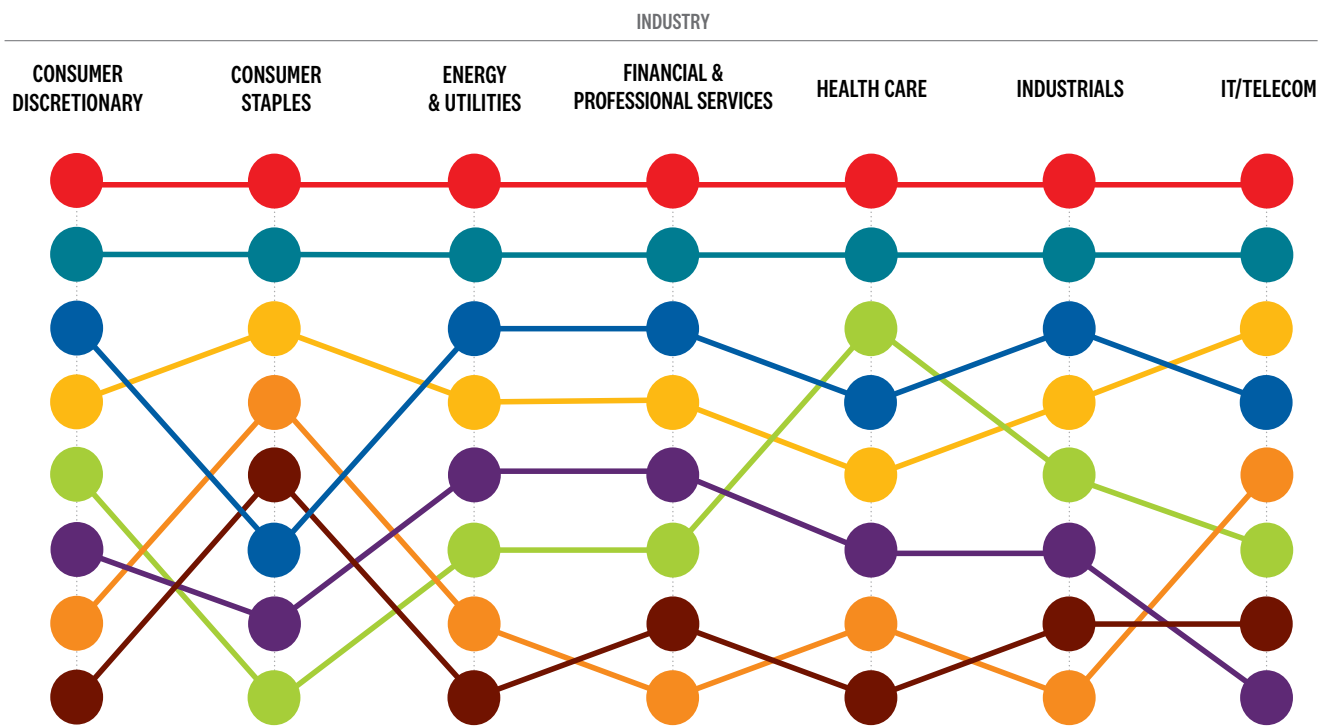 INDUSTRY
CONSUMER
DISCRETIONARY
CONSUMER
STAPLES
ENERGY
& UTILITIES
FINANCIAL &
PROFESSIONAL SERVICES
HEALTH CARE
INDUSTRIALS
IT/TELECOM